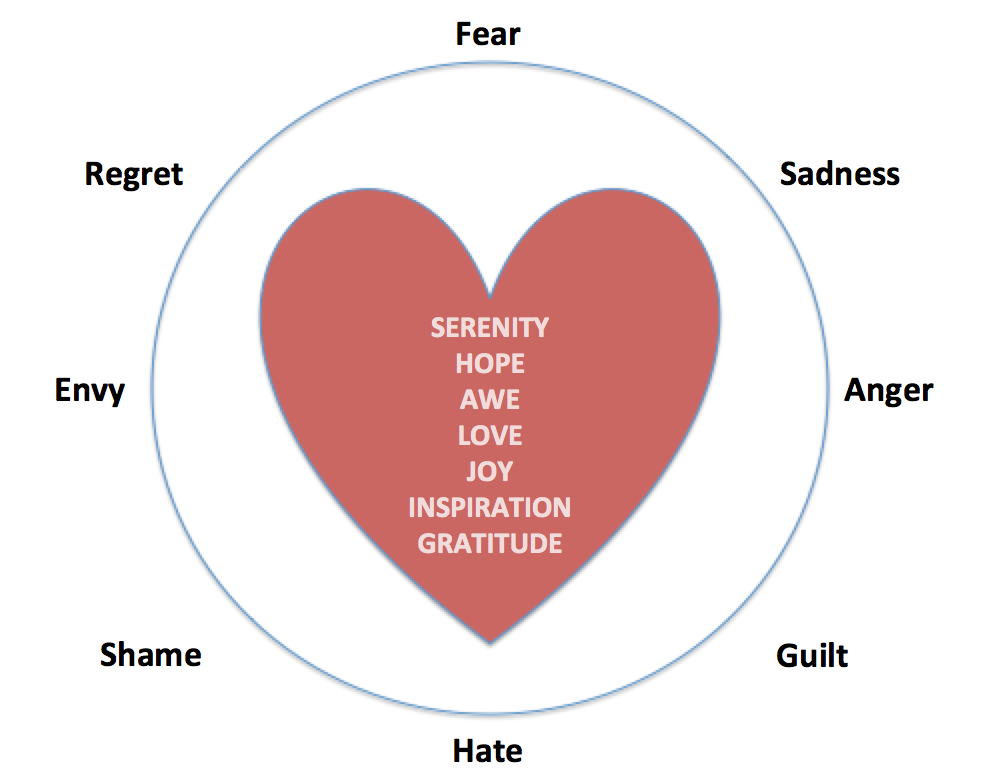 Fear
Regret
Sadness
SERENITY
HOPE
AWE
Envy
Anger
LOVE
JOY
INSPIRATION
GRATITUDE
Shame
Guilt
Hate